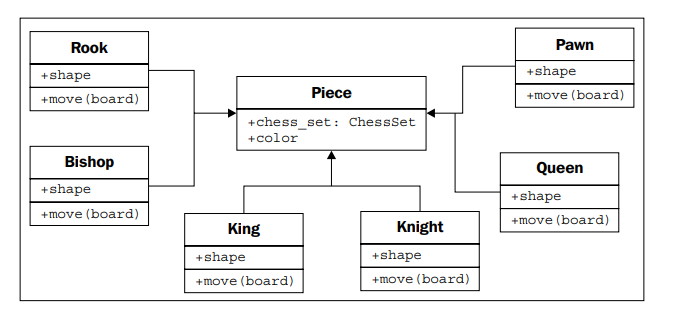 Rook
+shape
+move(board)
Pawn
+shape
+move(board)
Piece
+chess_set: ChessSet
+color
Bishop
+shape
+move(board)
Queen
+shape
+move(board)
King
+shape
+move(board)
Knight
+shape
+move(board)